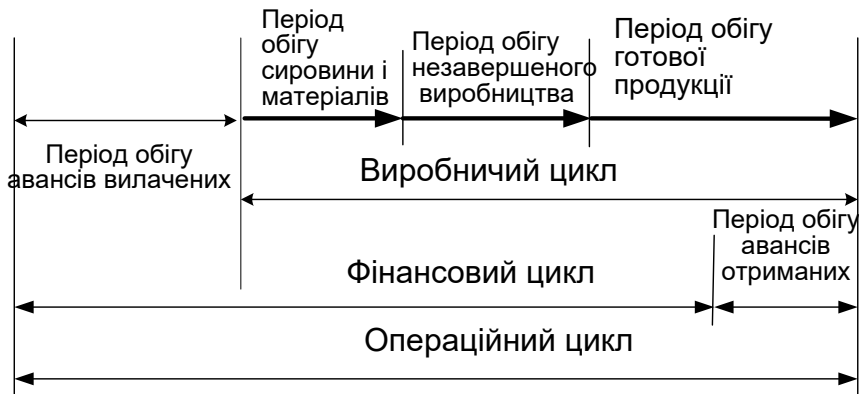 Період
обігу
сировини і
матеріалів
Період обігу
незавершеного
виробництва
Період обігу
готової
продукції
Період обігу
авансів вилачених
Виробничий цикл
Період обігу
авансів
отриманих
Фінансовий цикл
Операційний цикл